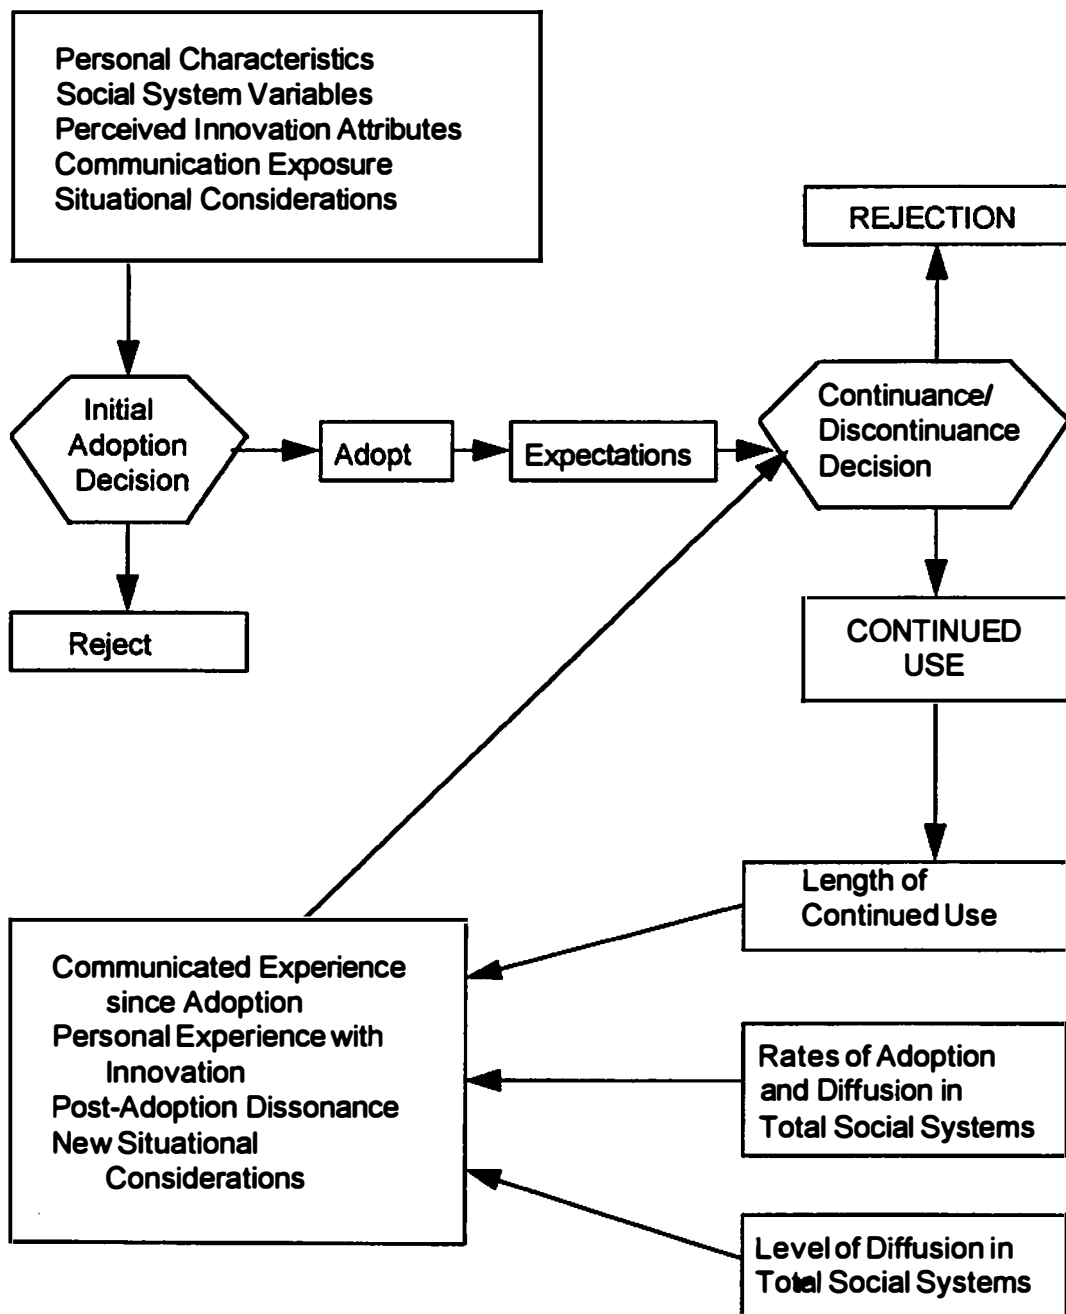 Personal Characteristics
Social System Variables
Perceived Innovation Attributes
Communication Exposure
Situational Considerations
REJECTION
Initial
Adoption
Decision
Adopt
Expectations
Continuance/
Discontinuance
Decision
Reject
CONTINUED
USE
Length of
Continued Use
Communicated Experience
since Adoption
Personal Experience with
Innovation
Post-Adoption Dissonance
New Situational
Considerations
Rates of Adoption
and Diffusion in
Total Social Systems
Level of Diffusion in
Total Social Systems